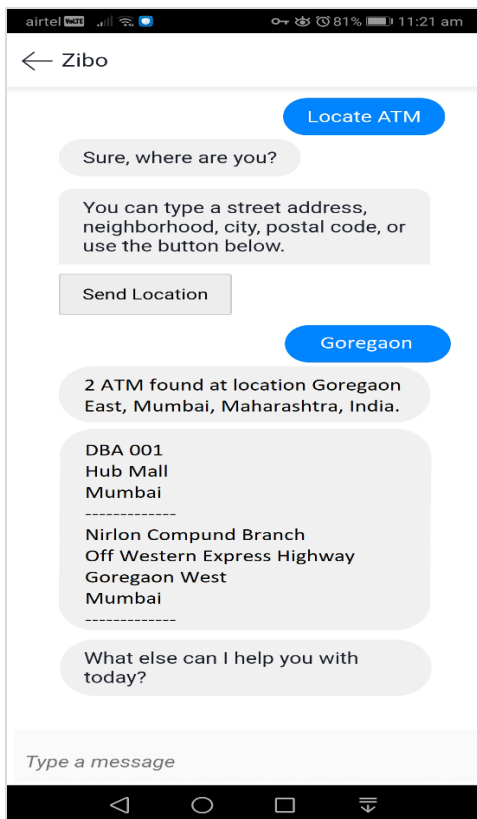 airtel VoLTE 81% 11:21 am
Zibo
Locate ATM
Sure, where are you?
You can type a street address,
neighborhood, city, postal code, or
use the button below.
Send Location
Goregaon
2 ATM found at location Goregaon
East, Mumbai, Maharashtra, India.
DBA 001
Hub Mall
Mumbai
-------------
Nirlon Compund Branch
Off Western Express Highway
Goregaon West
Mumbai
-------------
What else can I help you with
today?
Type a message